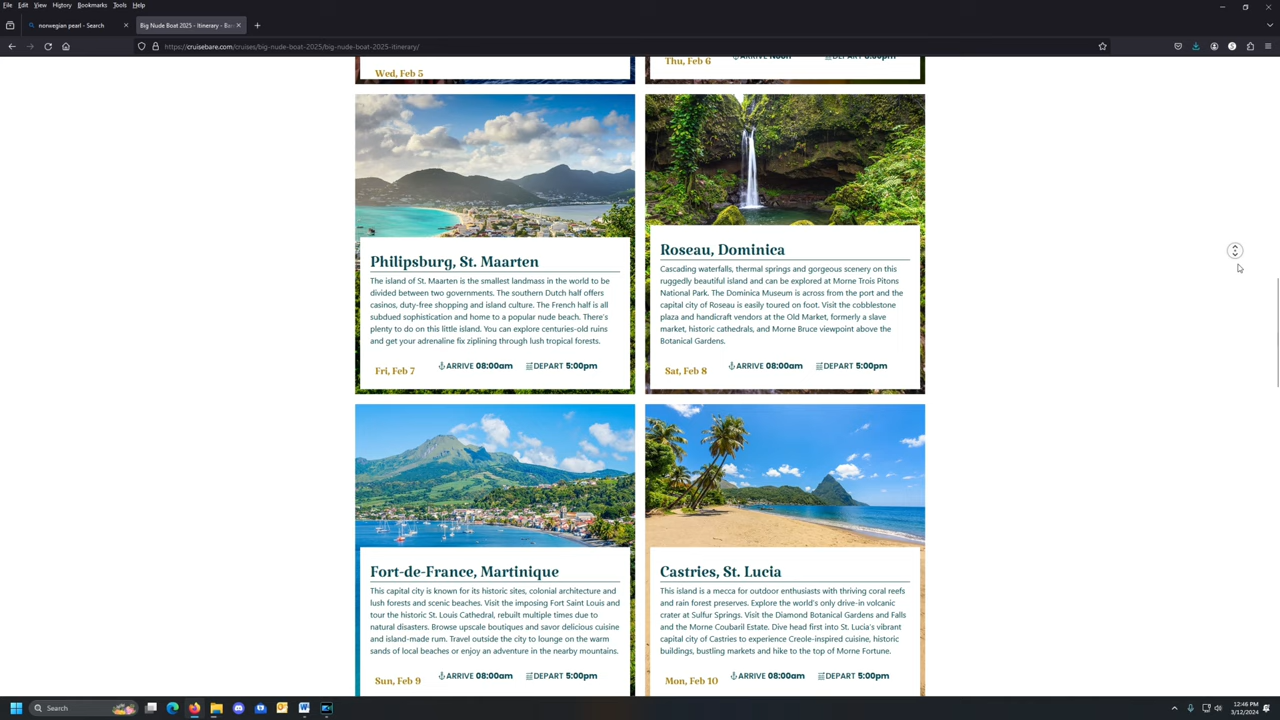 File Edit View History Bookmarks Tools Help
norwegian pearl - Search
Big Nude Boat 2025 - Itinerary - Bar
https://cruisebare.com/cruises/big-nude-boat-2025/big-nude-boat-2025-itinerary/
Wed, Feb 5
Thu, Feb 6 ARRIVE Noon DEPART
Philipsburg, St. Maarten
The island of St. Maarten is the smallest landmass in the world to be
divided between two governments. The southern Dutch half offers
casinos, duty-free shopping and island culture. The French half is all
subdued sophistication and home to a popular nude beach. There's
plenty to do on this little island. You can explore centuries-old ruins
and get your adrenaline fix ziplining through lush tropical forests.
Fri, Feb 7 ARRIVE 08:00am DEPART 5:00pm
Roseau, Dominica
Cascading waterfalls, thermal springs and gorgeous scenery on this
ruggedly beautiful island and can be explored at Morne Trois Pitons
National Park. The Dominica Museum is across from the port and the
capital city of Roseau is easily toured on foot. Visit the cobblestone
plaza and handicraft vendors at the Old Market, formerly a slave
market, historic cathedrals, and Morne Bruce viewpoint above the
Botanical Gardens.
Sat, Feb 8 ARRIVE 08:00am DEPART 5:00pm
Fort-de-France, Martinique
This capital city is known for its historic sites, colonial architecture and
lush forests and scenic beaches. Visit the imposing Fort Saint Louis and
tour the historic St. Louis Cathedral, rebuilt multiple times due to
natural disasters. Browse upscale boutiques and savor delicious cuisine
and island-made rum. Travel outside the city to lounge on the warm
sands of local beaches or enjoy an adventure in the nearby mountains.
Sun, Feb 9 ARRIVE 08:00am DEPART 5:00pm
Castries, St. Lucia
This island is a mecca for outdoor enthusiasts with thriving coral reefs
and rain forest preserves. Explore the world's only drive-in volcanic
crater at Sulfur Springs. Visit the Diamond Botanical Gardens and Falls
and the Morne Coubaril Estate. Dive head first into St. Lucia's vibrant
capital city of Castries to experience Creole-inspired cuisine, historic
buildings, bustling markets and hike to the top of Morne Fortune.
Mon, Feb 10 ARRIVE 08:00am DEPART 5:00pm
Search
12:46 PM
3/12/2024